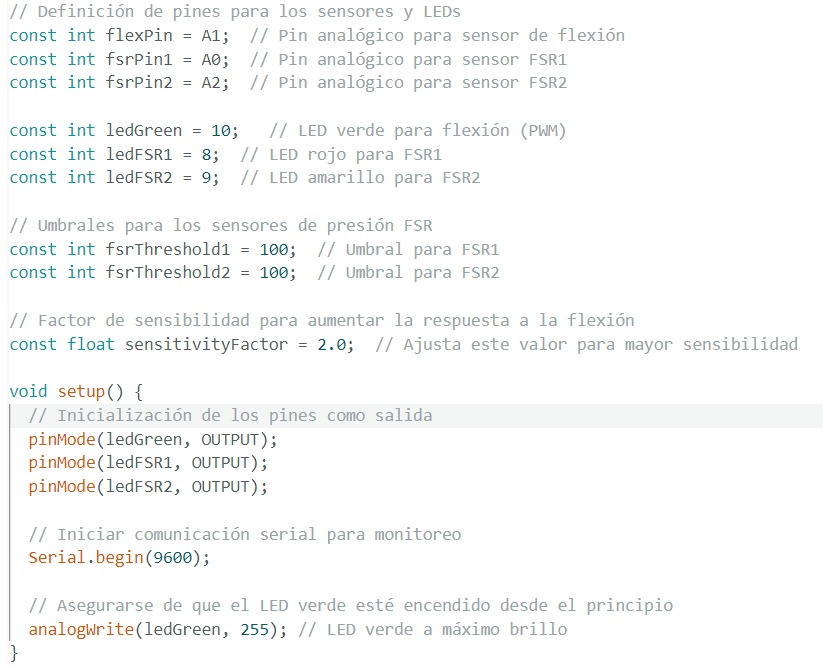 // Definición de pines para los sensores y LEDs
const int flexPin = A1;  // Pin analógico para sensor de flexión
const int fsrPin1 = A0;  // Pin analógico para sensor FSR1
const int fsrPin2 = A2;  // Pin analógico para sensor FSR2

const int ledGreen = 10;   // LED verde para flexión (PWM)
const int ledFSR1 = 8;  // LED rojo para FSR1
const int ledFSR2 = 9;  // LED amarillo para FSR2

// Umbrales para los sensores de presión FSR
const int fsrThreshold1 = 100;  // Umbral para FSR1
const int fsrThreshold2 = 100;  // Umbral para FSR2

// Factor de sensibilidad para aumentar la respuesta a la flexión
const float sensitivityFactor = 2.0;  // Ajusta este valor para mayor sensibilidad

void setup() {
  // Inicialización de los pines como salida
  pinMode(ledGreen, OUTPUT);
  pinMode(ledFSR1, OUTPUT);
  pinMode(ledFSR2, OUTPUT);

  // Iniciar comunicación serial para monitoreo
  Serial.begin(9600);

  // Asegurarse de que el LED verde esté encendido desde el principio
  analogWrite(ledGreen, 255); // LED verde a máximo brillo
}